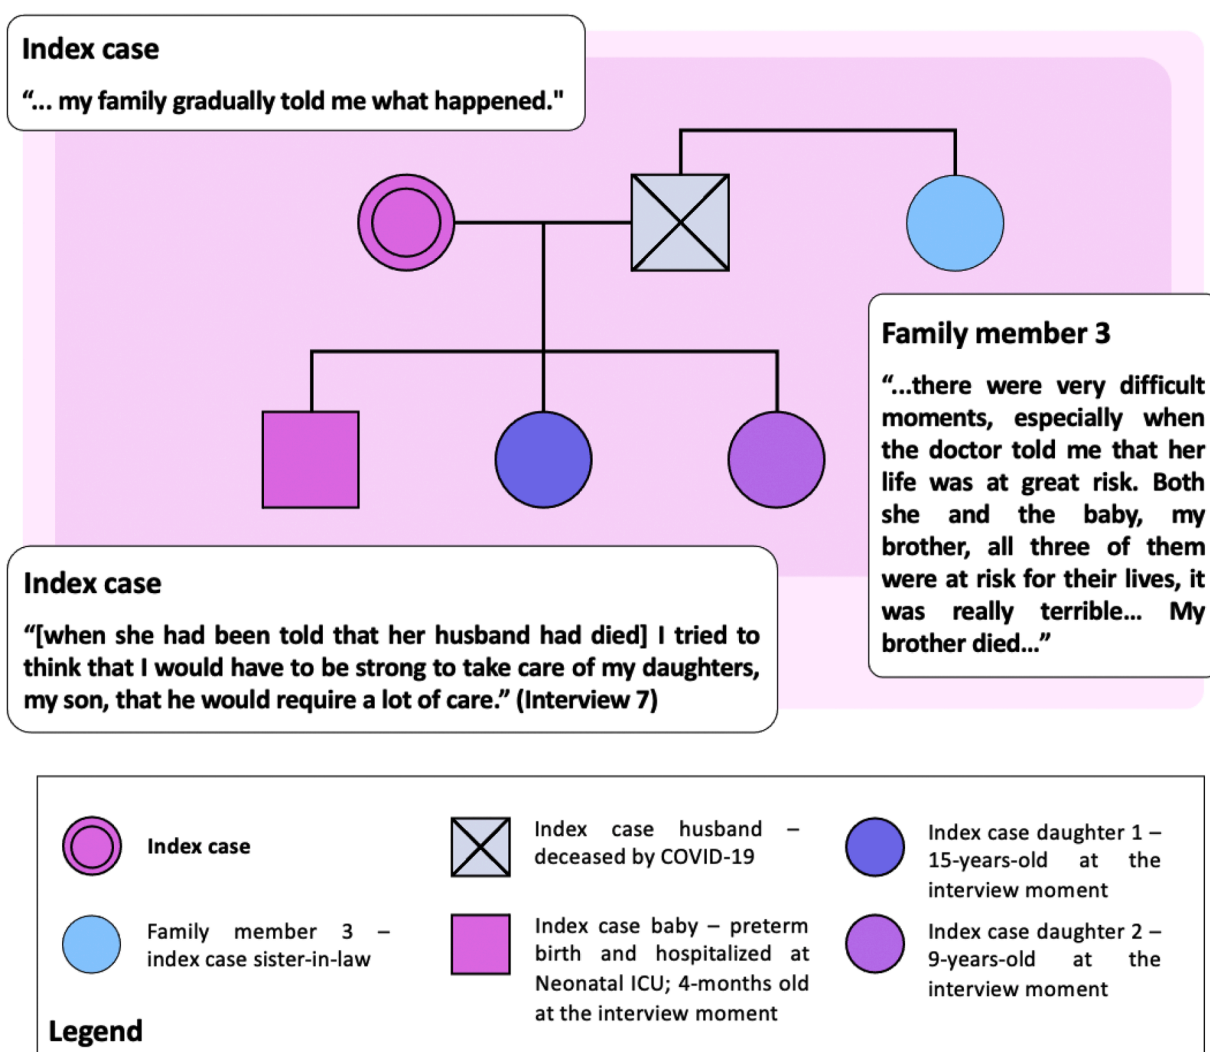 Index case
“... my family gradually told me what happened."
Family member 3
“...there were very difficult
moments, especially when
the doctor told me that her
life was at great risk. Both
she and the baby, my
brother, all three of them
were at risk for their lives, it
was really terrible... My
brother died...”
Index case
“[when she had been told that her husband had died] I tried to
think that I would have to be strong to take care of my daughters,
my son, that he would require a lot of care.” (Interview 7)
Index case
Family member 3 –
index case sister-in-law
Index case husband –
deceased by COVID-19
Index case baby – preterm
birth and hospitalized at
Neonatal ICU; 4-months old
at the interview moment
Index case daughter 1 –
15-years-old at the
interview moment
Index case daughter 2 –
9-years-old at the
interview moment
Legend